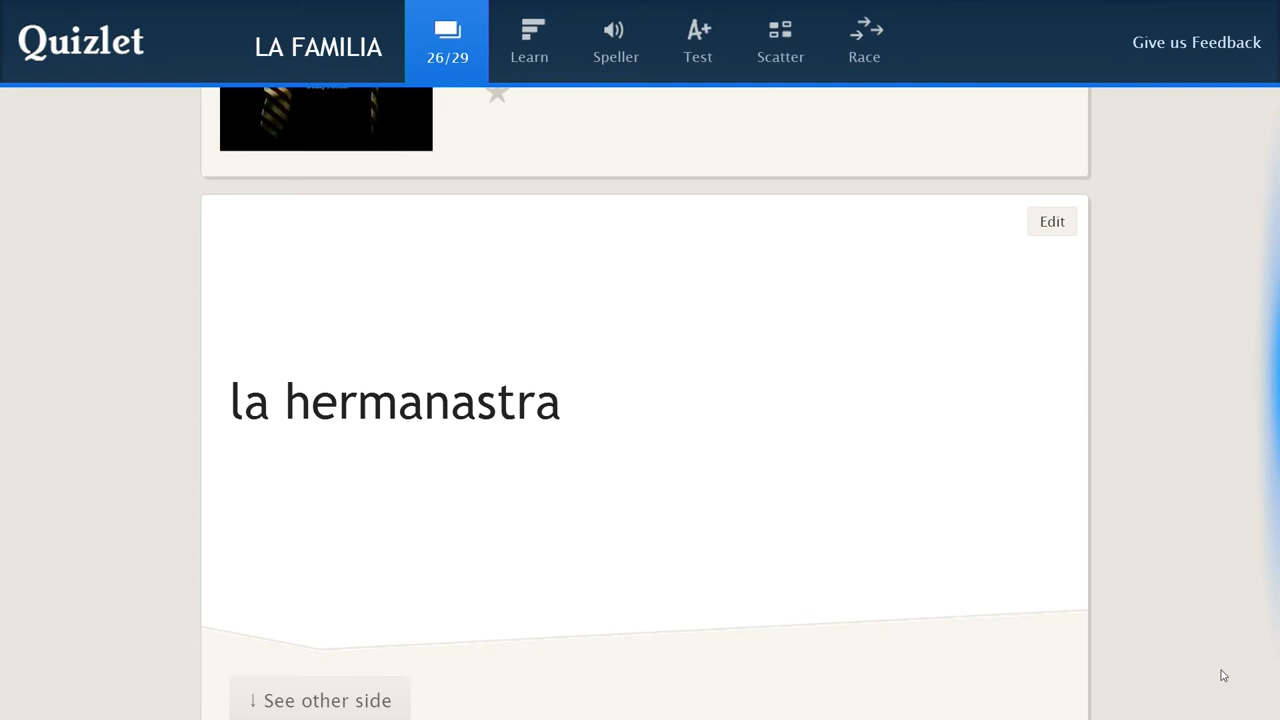 Quizlet
LA FAMILIA
26/29
Learn
Speller
Test
Scatter
Race
Give us Feedback
Edit
la hermanastra
↓ See other side